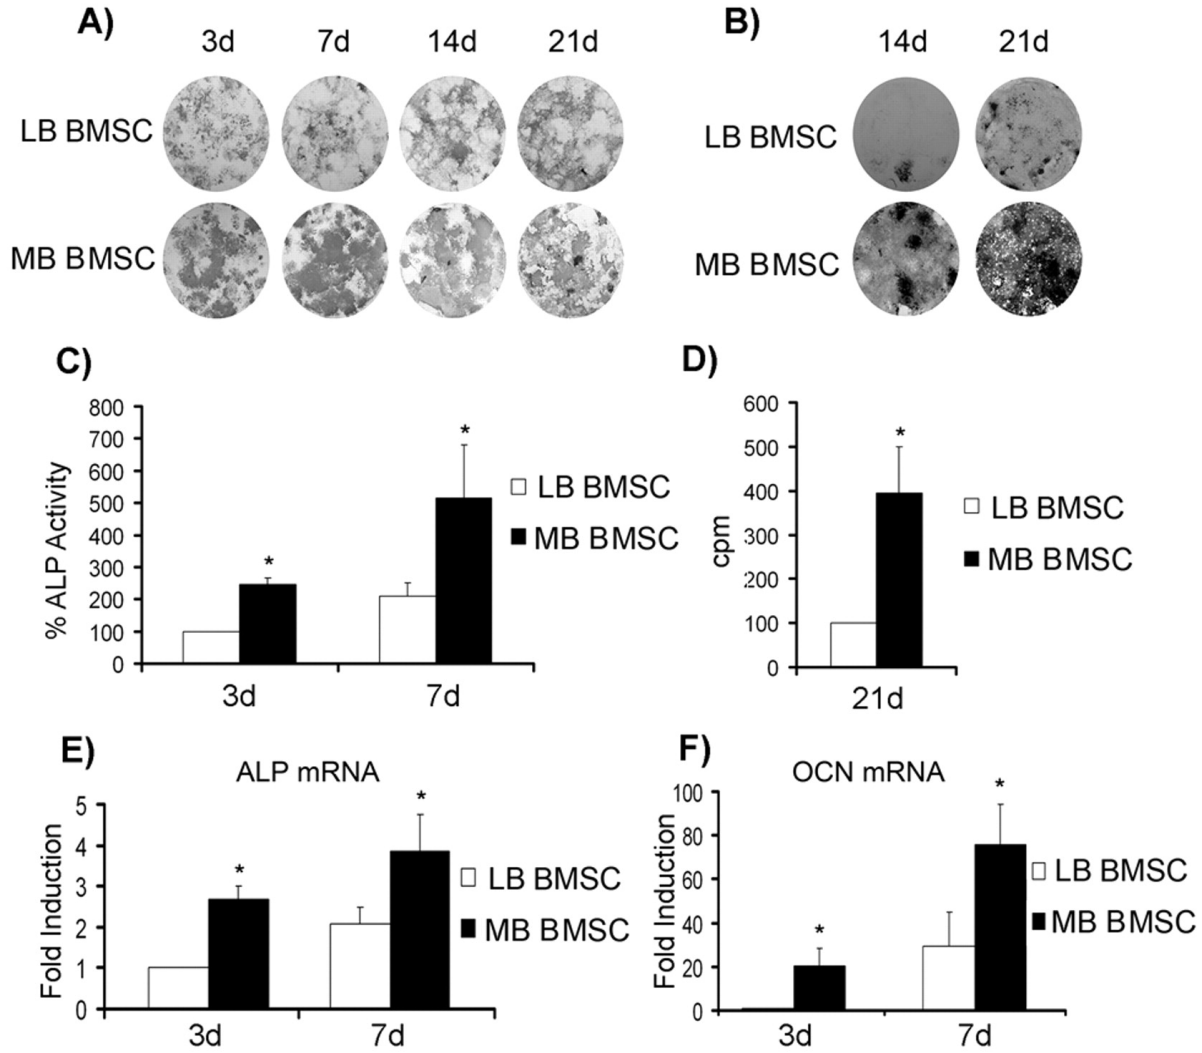 A)
3d 7d 14d 21d
LB BMSC
MB BMSC
B)
14d 21d
LB BMSC
MB BMSC
C)
% ALP Activity
800
700
600
500
400
300
200
100
0
3d 7d
LB BMSC
MB BMSC
D)
cpm
600
500
400
300
200
100
0
21d
LB BMSC
MB BMSC
E)
ALP mRNA
Fold Induction
5
4
3
2
1
0
3d 7d
LB BMSC
MB BMSC
F)
OCN mRNA
Fold Induction
100
80
60
40
20
0
3d 7d
LB BMSC
MB BMSC